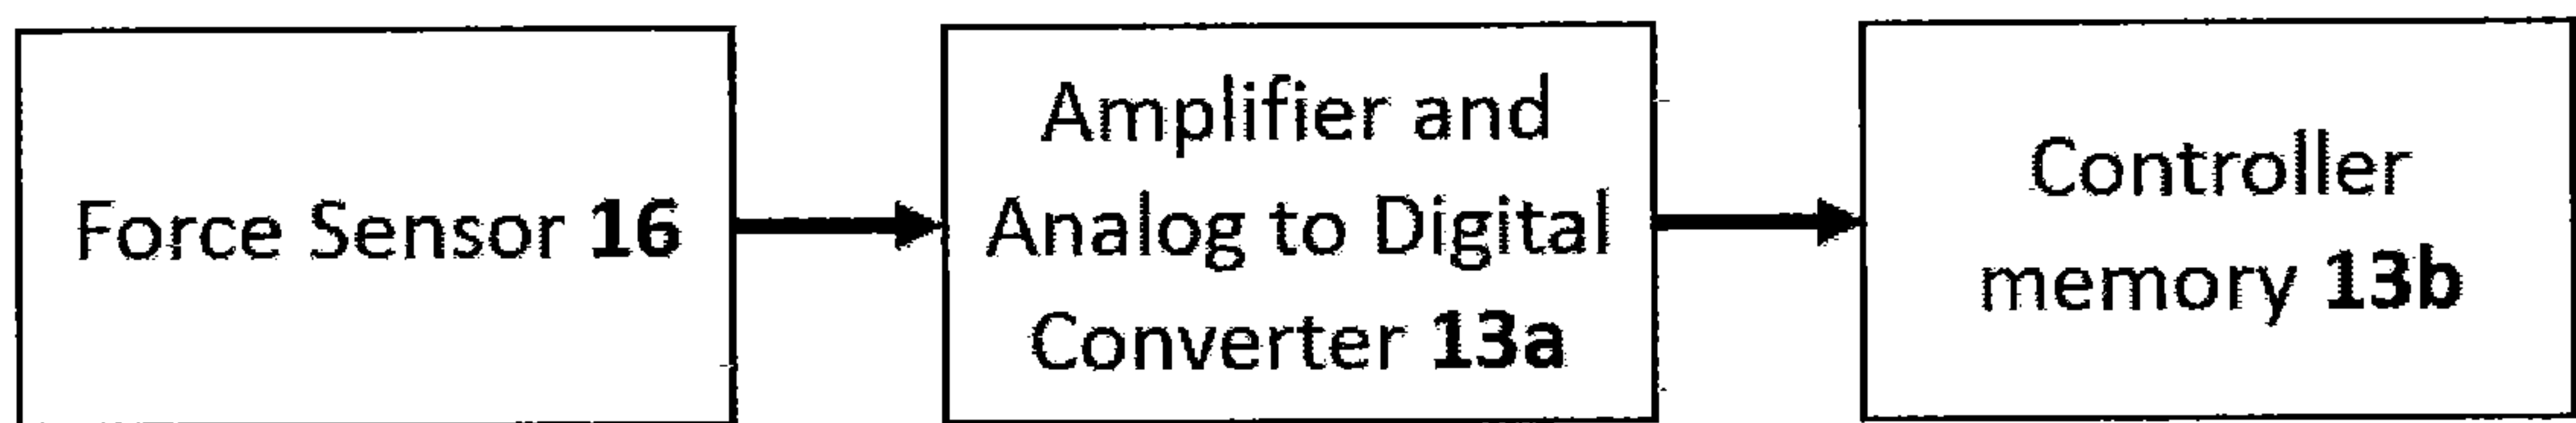 Force Sensor 16
Amplifier and
Analog to Digital
Converter 13a
Controller
memory 13b